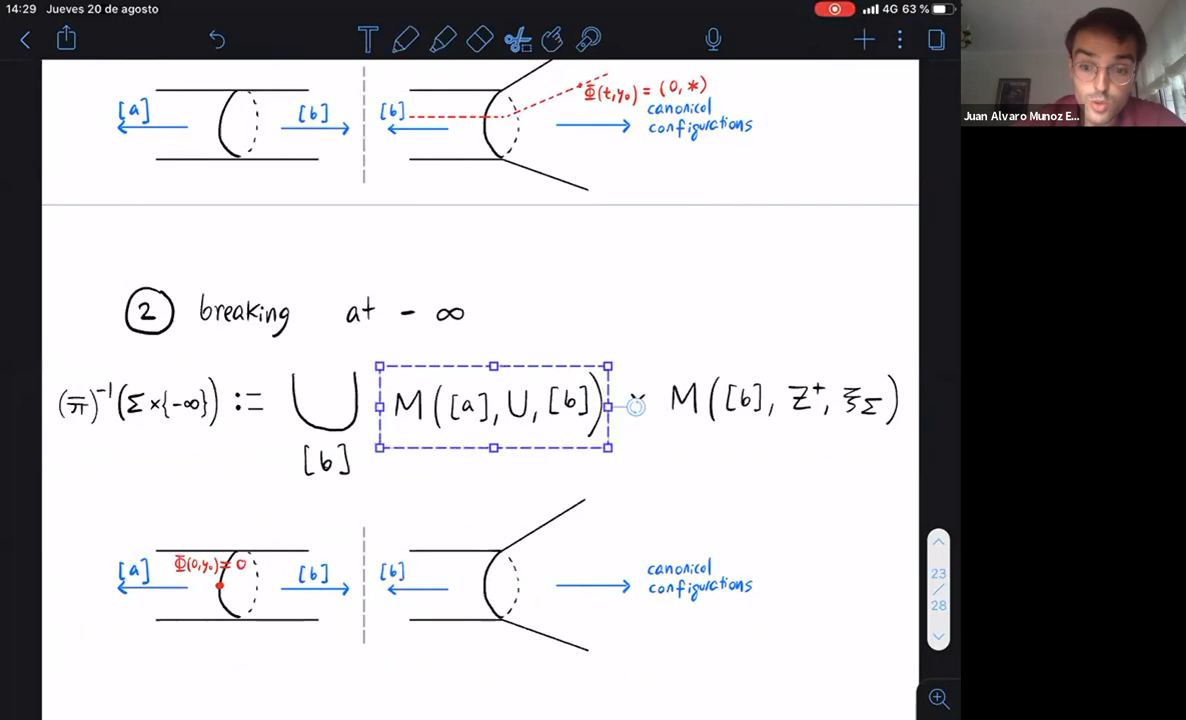 14:29 Jueves 20 de agosto
4G 63 %
Juan Alvaro Munoz E...
[a] [b] [b] Φ(t,y₀) = (0,*)
canonical
configurations
② breaking at - ∞
(π̄)⁻¹(Σ×{-∞}) := ⋃ M([a], U, [b]) × M([b], Z⁺, ξ_Σ)
[b]
[a] Φ(0,y₀)=0 [b] [b] canonical
configurations
23
/
28